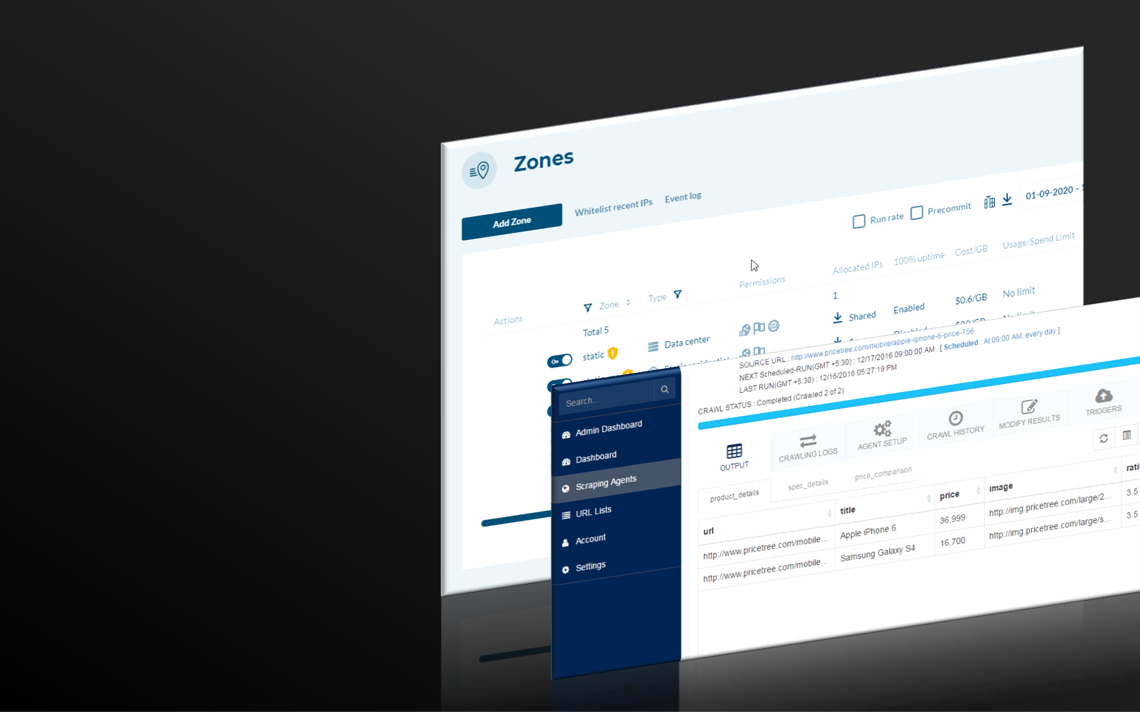 Zones
Add Zone
Whitelist recent IPs
Event log
Run rate
Precommit
01-09-2020 -
Actions
Zone
Type
Permissions
Allocated IPs
100% uptime
Cost/GB
Usage/Spend Limit
Total 5
1
On
static
Data center
Shared
Enabled
$0.6/GB
No limit
SOURCE URL : http://www.pricetree.com/mobile/apple-iphone-6-price-756
NEXT Scheduled-RUN(GMT +5:30) : 12/17/2016 09:00:00 AM . [ Scheduled : At 09:00 AM, every day ]
LAST RUN(GMT +5:30) : 12/16/2016 05:27:19 PM
CRAWL STATUS : Completed (Crawled 2 of 2)
Search...
Admin Dashboard
Dashboard
Scraping Agents
URL Lists
Account
Settings
OUTPUT
CRAWLING LOGS
AGENT SETUP
CRAWL HISTORY
MODIFY RESULTS
TRIGGERS
product_details
spec_details
price_comparison
url
title
price
image
http://www.pricetree.com/mobile...
Apple iPhone 6
36,999
http://img.pricetree.com/large/2...
3.5
http://www.pricetree.com/mobile...
Samsung Galaxy S4
16,700
http://img.pricetree.com/large/s...
3.5